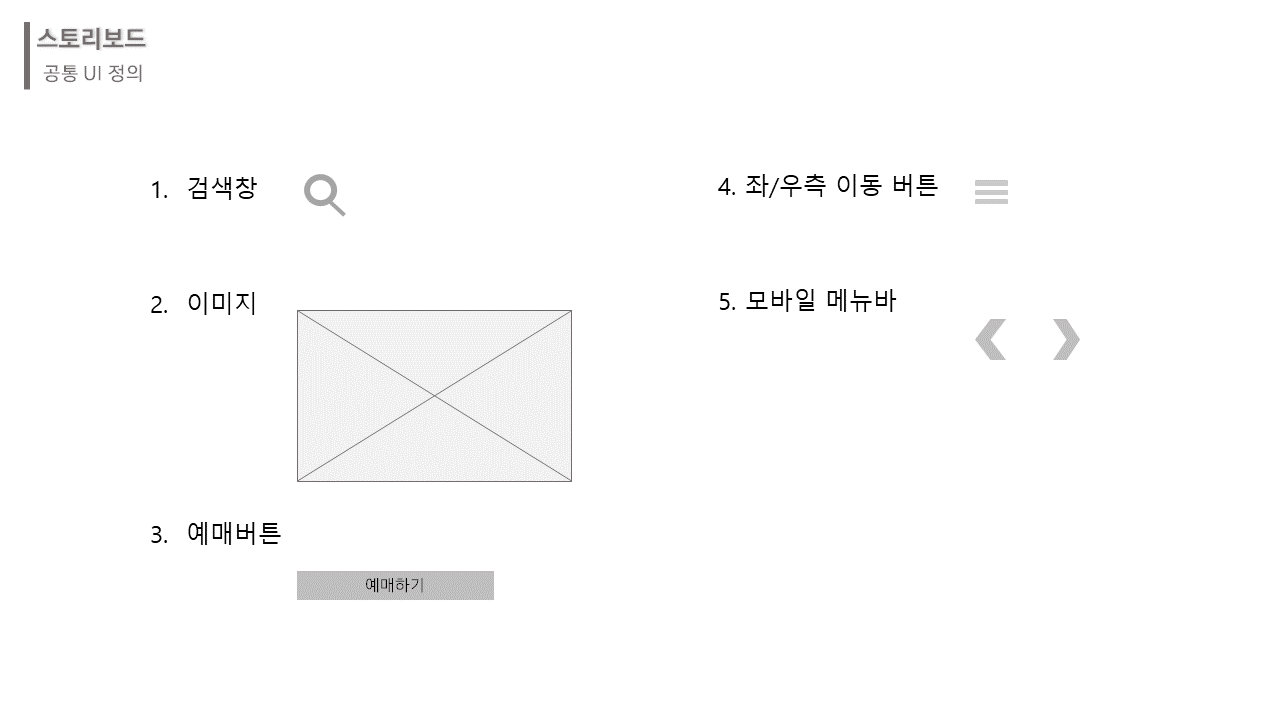 스토리보드
공통 UI 정의
1. 검색창
2. 이미지
3. 예매버튼
예매하기
4. 좌/우측 이동 버튼
5. 모바일 메뉴바